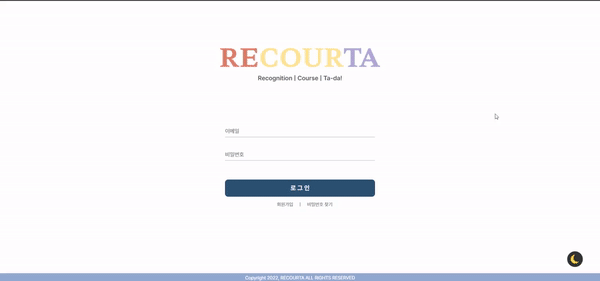 RECOURTA
Recognition | Course | Ta-da!
이메일
비밀번호
로그인
회원가입 | 비밀번호 찾기
Copyright 2022, RECOURTA ALL RIGHTS RESERVED